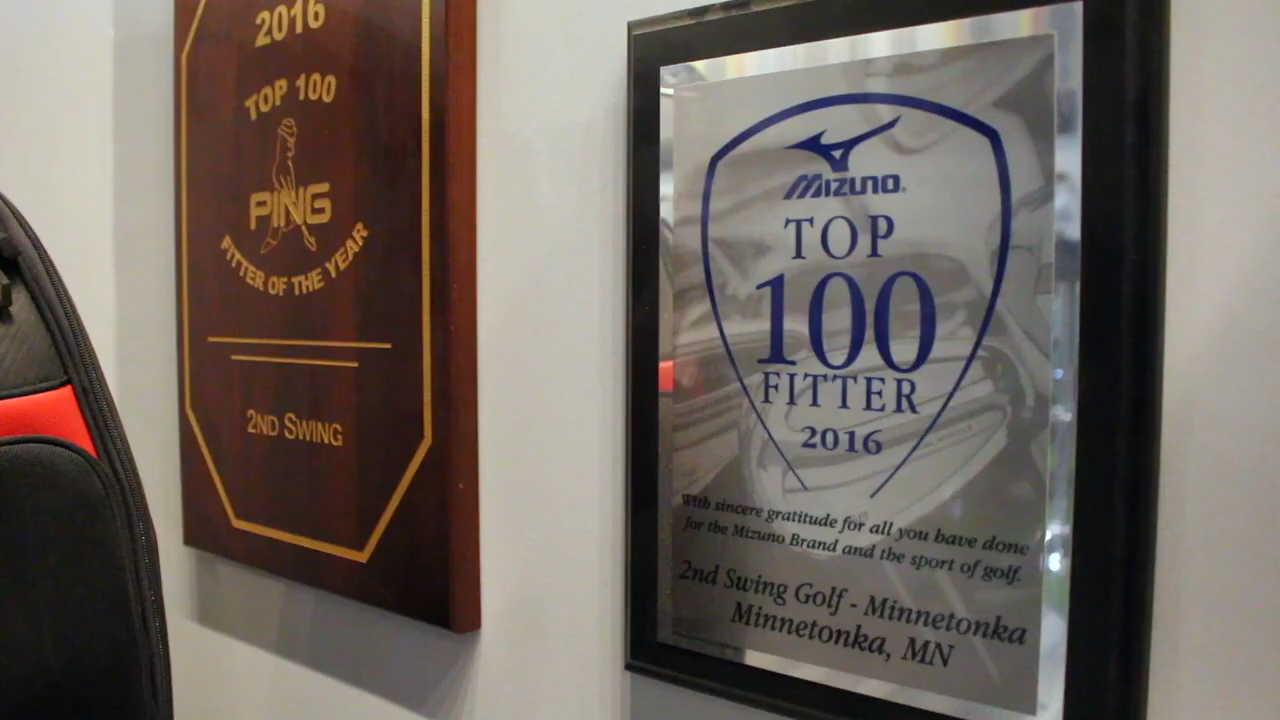 2016
TOP 100
PING
FITTER OF THE YEAR
2ND SWING
MIZUNO
TOP
100
FITTER
2016
With sincere gratitude for all you have done
for the Mizuno Brand and the sport of golf.
2nd Swing Golf - Minnetonka
Minnetonka, MN